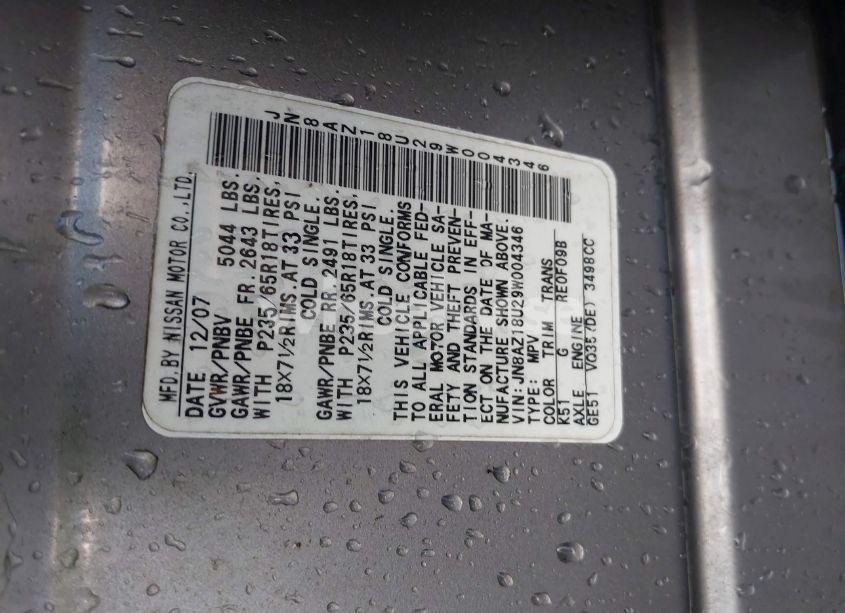 MFD.BY NISSAN MOTOR CO.,LTD.
DATE 12/07
GVWR/PNBV 5044 LBS.
GAWR/PNBE FR. 2643 LBS.
WITH P235/65R18TIRES.
18X7 1/2RIMS.AT 33 PSI
COLD SINGLE.
GAWR/PNBE RR. 2491 LBS.
WITH P235/65R18TIRES.
18X7 1/2RIMS.AT 33 PSI
COLD SINGLE.
THIS VEHICLE CONFORMS
TO ALL APPLICABLE FED-
ERAL MOTOR VEHICLE SA-
FETY AND THEFT PREVEN-
TION STANDARDS IN EFF-
ECT ON THE DATE OF MA-
NUFACTURE SHOWN ABOVE.
VIN:JN8AZ18U29W004346
TYPE: MPV
COLOR TRIM TRANS
K51 G RE0F09B
AXLE ENGINE
GE51 VQ35(DE) 3498CC
JN8AZ18U29W004346